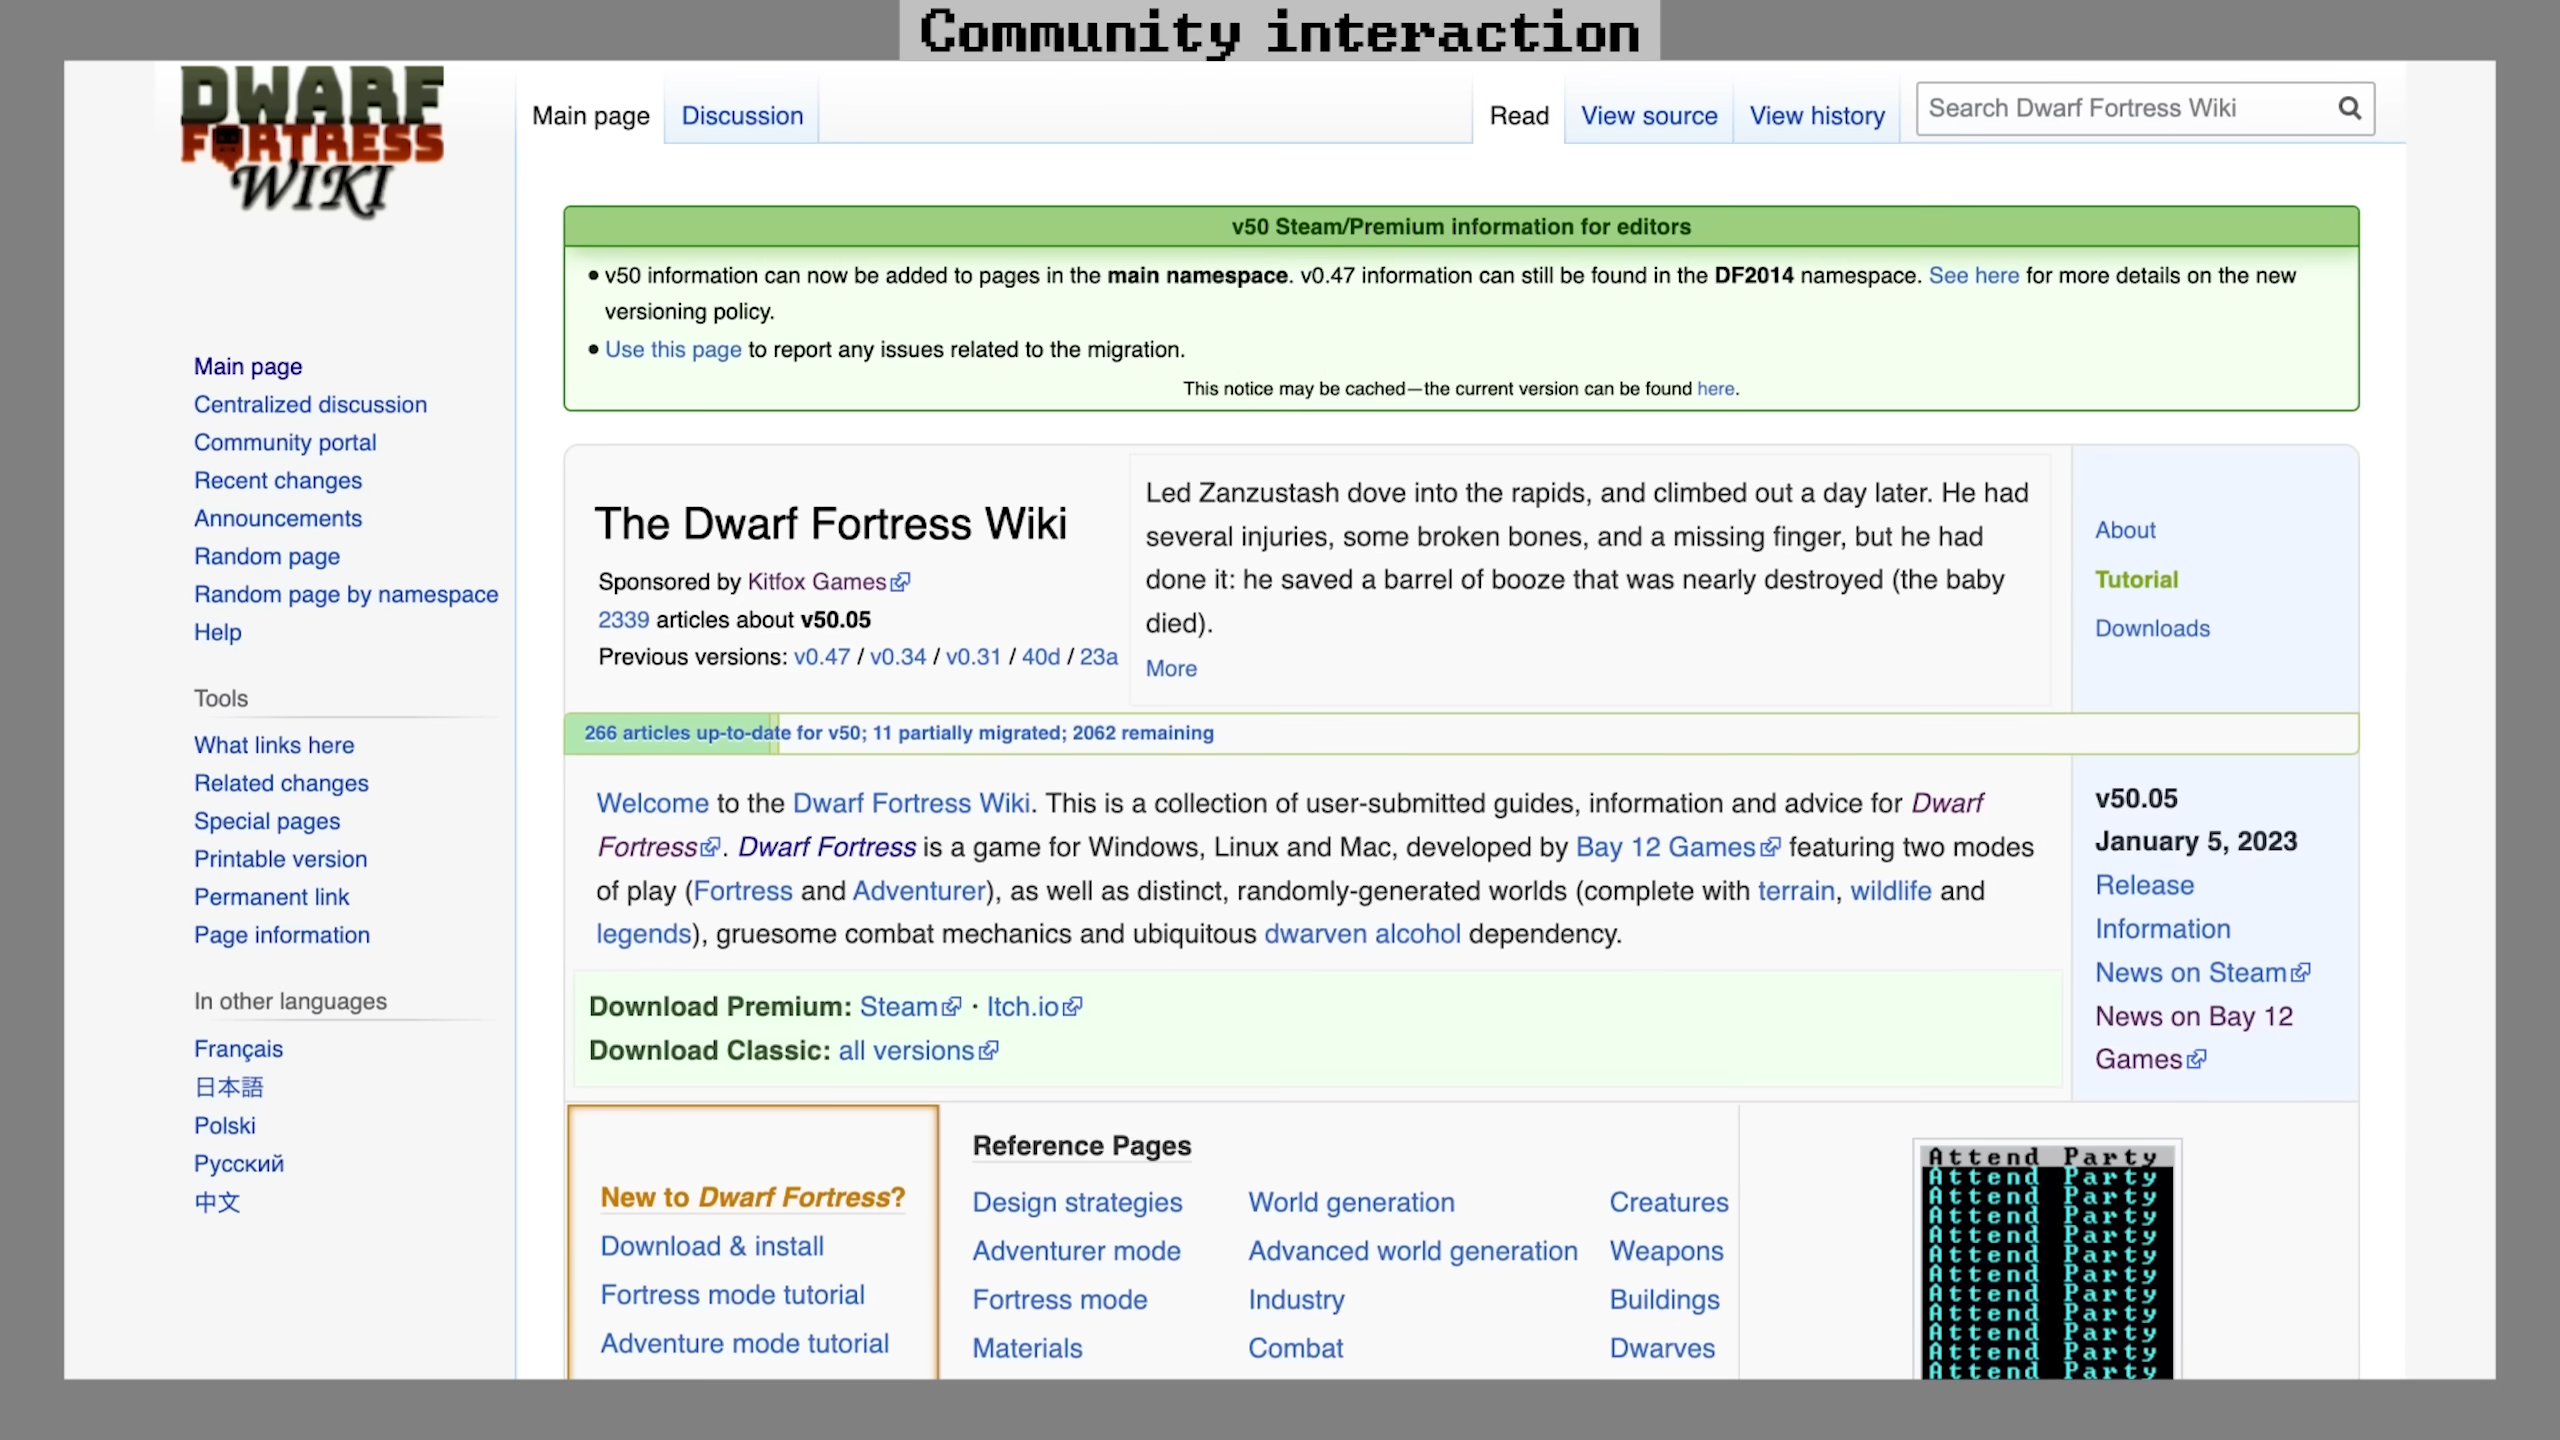 Community interaction
DWARF
FORTRESS
WIKI
Main page
Discussion
Read
View source
View history
Search Dwarf Fortress Wiki
v50 Steam/Premium information for editors
• v50 information can now be added to pages in the main namespace. v0.47 information can still be found in the DF2014 namespace. See here for more details on the new
versioning policy.
• Use this page to report any issues related to the migration.
This notice may be cached—the current version can be found here.
Main page
Centralized discussion
Community portal
Recent changes
Announcements
Random page
Random page by namespace
Help
Tools
What links here
Related changes
Special pages
Printable version
Permanent link
Page information
In other languages
Français
日本語
Polski
Русский
中文
The Dwarf Fortress Wiki
Sponsored by Kitfox Games
2339 articles about v50.05
Previous versions: v0.47 / v0.34 / v0.31 / 40d / 23a
Led Zanzustash dove into the rapids, and climbed out a day later. He had
several injuries, some broken bones, and a missing finger, but he had
done it: he saved a barrel of booze that was nearly destroyed (the baby
died).
More
About
Tutorial
Downloads
266 articles up-to-date for v50; 11 partially migrated; 2062 remaining
Welcome to the Dwarf Fortress Wiki. This is a collection of user-submitted guides, information and advice for Dwarf
Fortress. Dwarf Fortress is a game for Windows, Linux and Mac, developed by Bay 12 Games featuring two modes
of play (Fortress and Adventurer), as well as distinct, randomly-generated worlds (complete with terrain, wildlife and
legends), gruesome combat mechanics and ubiquitous dwarven alcohol dependency.
Download Premium: Steam · Itch.io
Download Classic: all versions
v50.05
January 5, 2023
Release
Information
News on Steam
News on Bay 12
Games
New to Dwarf Fortress?
Download & install
Fortress mode tutorial
Adventure mode tutorial
Reference Pages
Design strategies
Adventurer mode
Fortress mode
Materials
World generation
Advanced world generation
Industry
Combat
Creatures
Weapons
Buildings
Dwarves
Attend Party
Attend Party
Attend Party
Attend Party
Attend Party
Attend Party
Attend Party
Attend Party
Attend Party
Attend Party
Attend Party
Attend Party